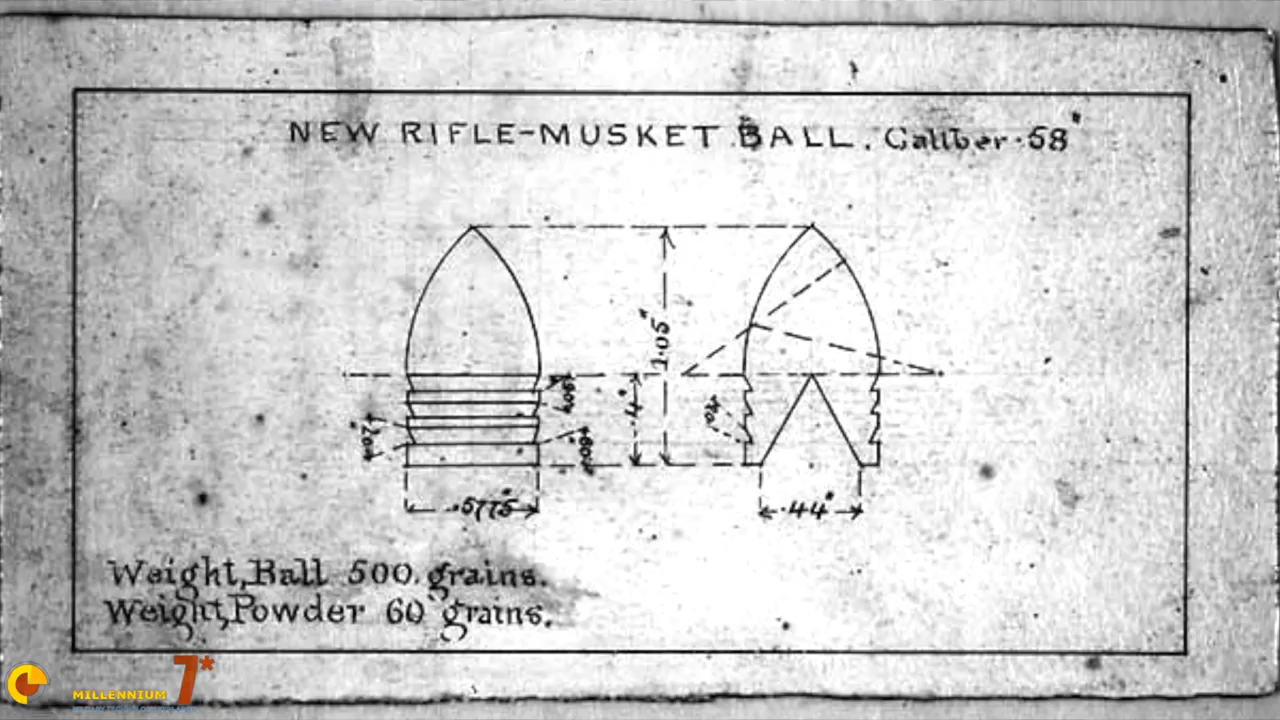 NEW RIFLE-MUSKET BALL. Caliber .58"
1.05"
.4"
.5775"
.44"
Weight, Ball 500. grains.
Weight, Powder 60 grains.
MILLENNIUM 7*